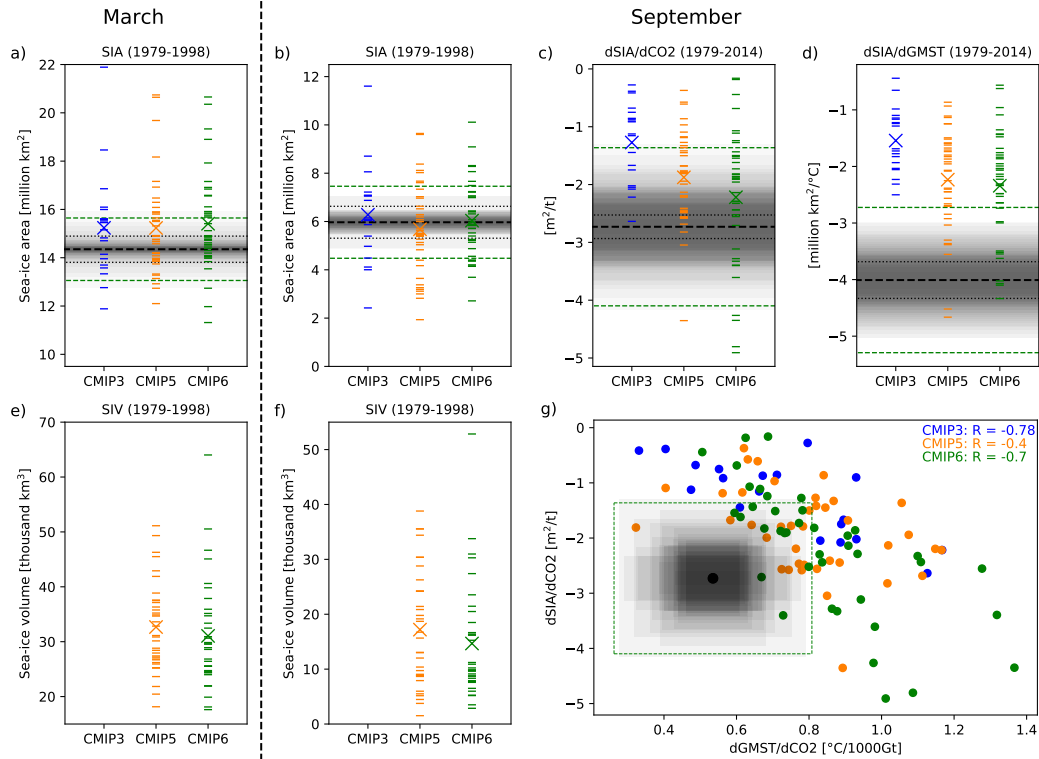 March
September
a)
SIA (1979-1998)
b)
SIA (1979-1998)
c)
dSIA/dCO2 (1979-2014)
d)
dSIA/dGMST (1979-2014)
Sea-ice area [million km²]
22
20
18
16
14
12
10
CMIP3 CMIP5 CMIP6
Sea-ice area [million km²]
12
10
8
6
4
2
0
CMIP3 CMIP5 CMIP6
[m²/t]
0
−1
−2
−3
−4
−5
CMIP3 CMIP5 CMIP6
[million km²/°C]
−1
−2
−3
−4
−5
CMIP3 CMIP5 CMIP6
e)
SIV (1979-1998)
Sea-ice volume [thousand km³]
70
60
50
40
30
20
CMIP3 CMIP5 CMIP6
f)
SIV (1979-1998)
Sea-ice volume [thousand km³]
50
40
30
20
10
0
CMIP3 CMIP5 CMIP6
g)
CMIP3: R = -0.78
CMIP5: R = -0.4
CMIP6: R = -0.7
dSIA/dCO2 [m²/t]
0
−1
−2
−3
−4
−5
0.4 0.6 0.8 1.0 1.2 1.4
dGMST/dCO2 [°C/1000Gt]